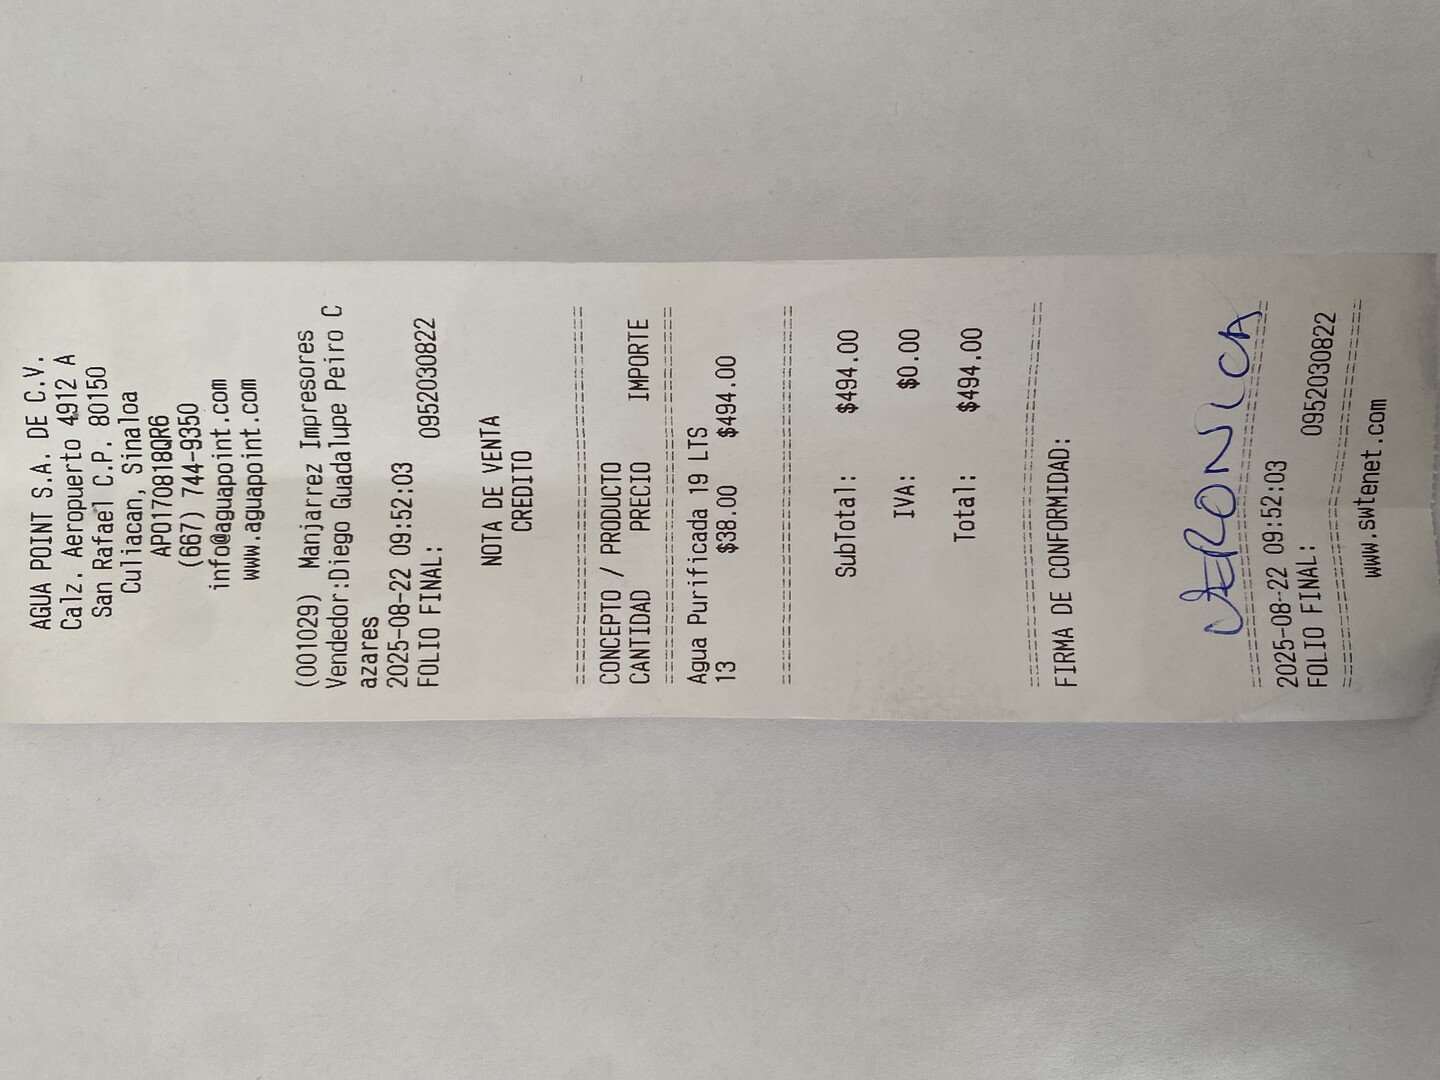 AGUA POINT S.A. DE C.V.
Calz. Aeropuerto 4912 A
San Rafael C.P. 80150
Culiacan, Sinaloa
APO170818QR6
(667) 744-9350
info@aguapoint.com
www.aguapoint.com
(001029) Manjarrez Impresores
Vendedor:Diego Guadalupe Peiro C
azares
2025-08-22 09:52:03
FOLIO FINAL: 0952030822
NOTA DE VENTA
CREDITO
================================
CONCEPTO / PRODUCTO
CANTIDAD PRECIO IMPORTE
================================
Agua Purificada 19 LTS
13 $38.00 $494.00
================================
SubTotal: $494.00
IVA: $0.00
Total: $494.00
================================
FIRMA DE CONFORMIDAD:
VERONICA
================================
2025-08-22 09:52:03
FOLIO FINAL: 0952030822
================================
www.swtenet.com